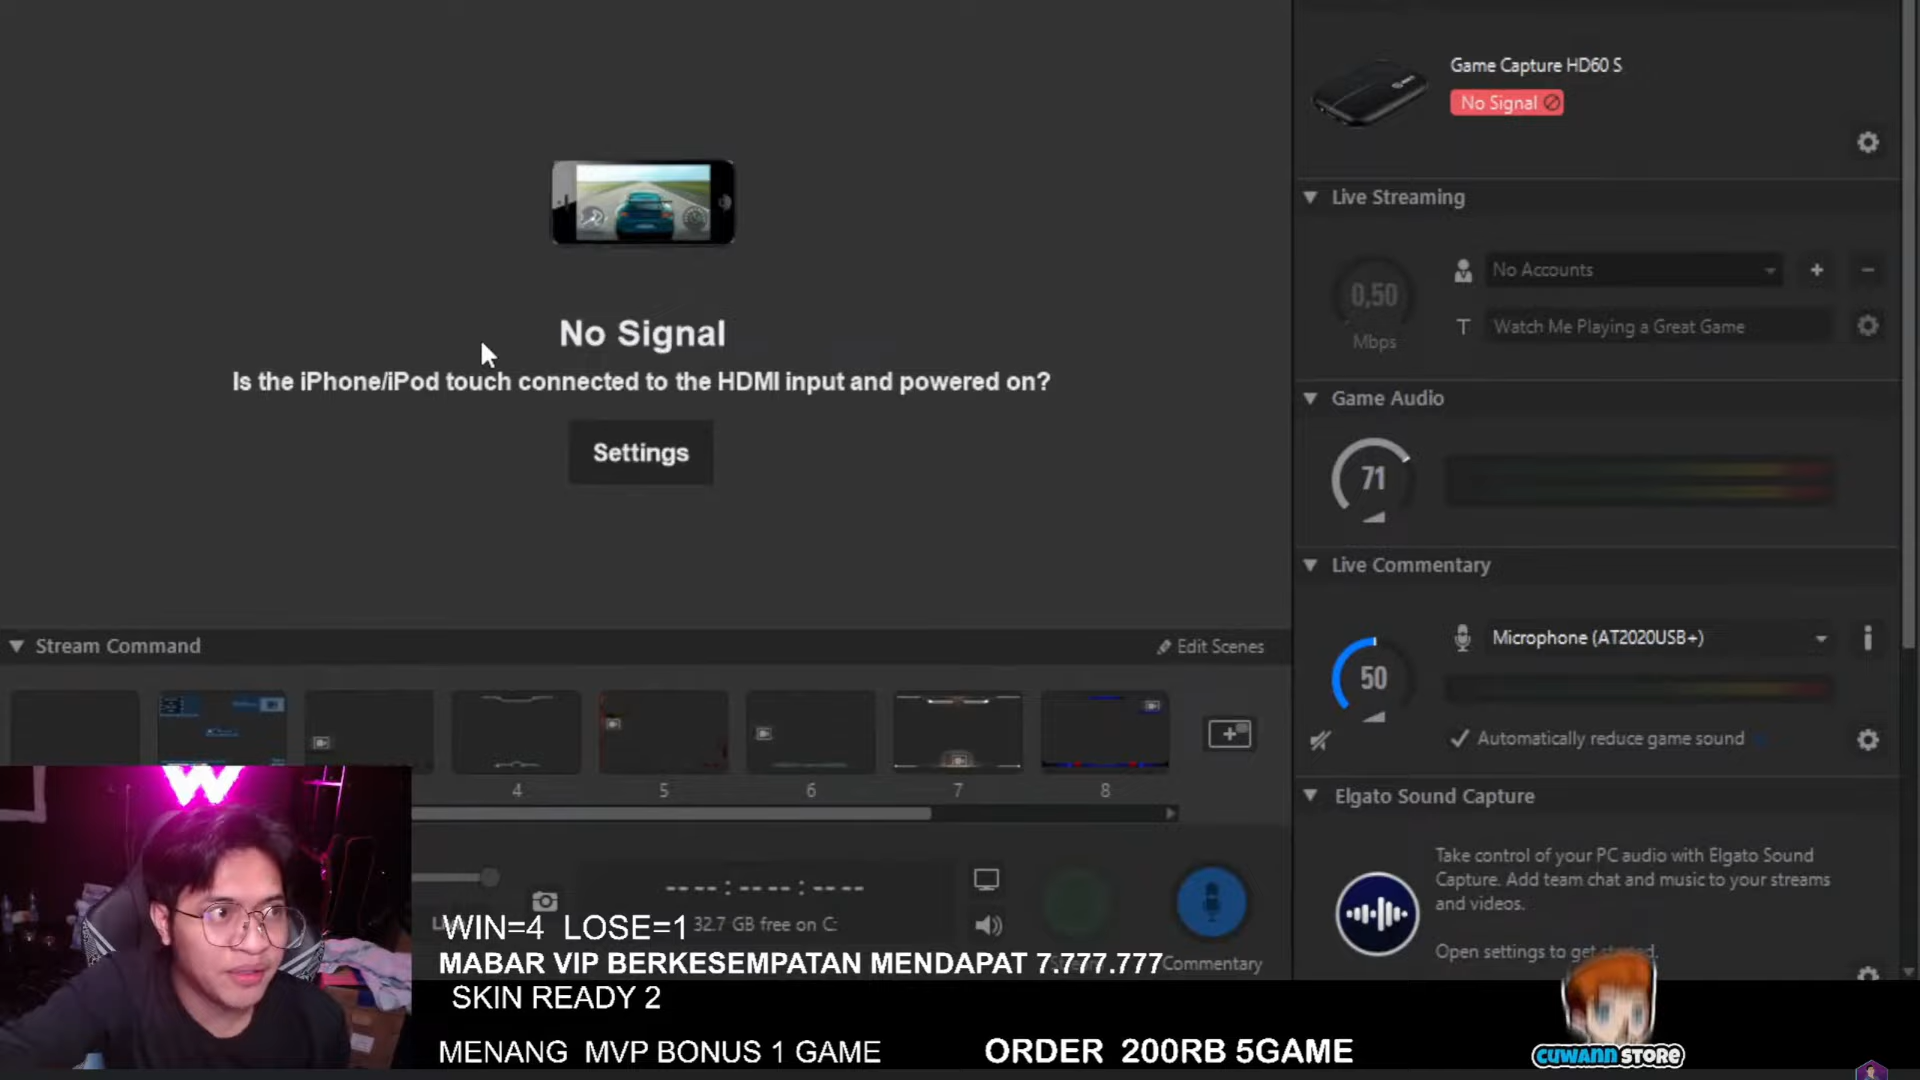 Game Capture HD60 S
No Signal
Live Streaming
No Accounts
0,50
Mbps
T Watch Me Playing a Great Game
No Signal
Is the iPhone/iPod touch connected to the HDMI input and powered on?
Settings
Game Audio
71
Live Commentary
Microphone (AT2020USB+)
50
Automatically reduce game sound
Stream Command
Edit Scenes
4 5 6 7 8
Elgato Sound Capture
Take control of your PC audio with Elgato Sound
Capture. Add team chat and music to your streams
and videos.
Open settings to get started.
W
32.7 GB free on C:
Commentary
WIN=4 LOSE=1
MABAR VIP BERKESEMPATAN MENDAPAT 7.777.777
SKIN READY 2
MENANG MVP BONUS 1 GAME
ORDER 200RB 5GAME
CUWANN STORE